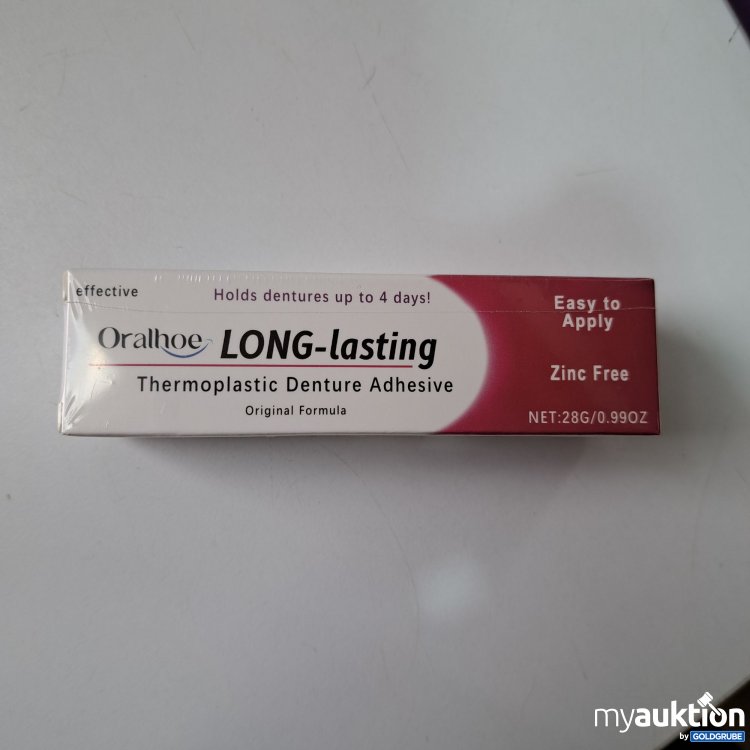 effective
Holds dentures up to 4 days!
Oralhoe LONG-lasting
Thermoplastic Denture Adhesive
Original Formula
Easy to
Apply
Zinc Free
NET:28G/0.99OZ
myauktion
by GOLDGRUBE